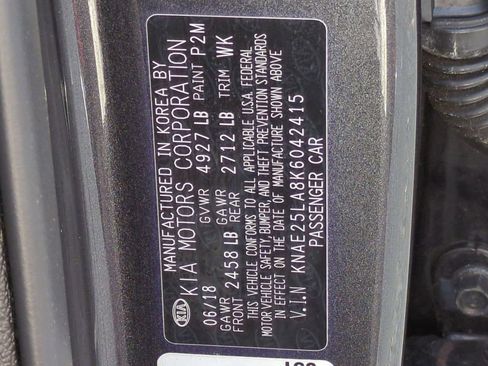 MANUFACTURED IN KOREA BY
KIA KIA MOTORS CORPORATION
06/18 GVWR 4927 LB PAINT P2M
GAWR FRONT 2458 LB GAWR REAR 2712 LB TRIM WK
THIS VEHICLE CONFORMS TO ALL APPLICABLE U.S.A. FEDERAL
MOTOR VEHICLE SAFETY, BUMPER, AND THEFT PREVENTION STANDARDS
IN EFFECT ON THE DATE OF MANUFACTURE SHOWN ABOVE
V.I.N KNAE25LA8K6042415
PASSENGER CAR